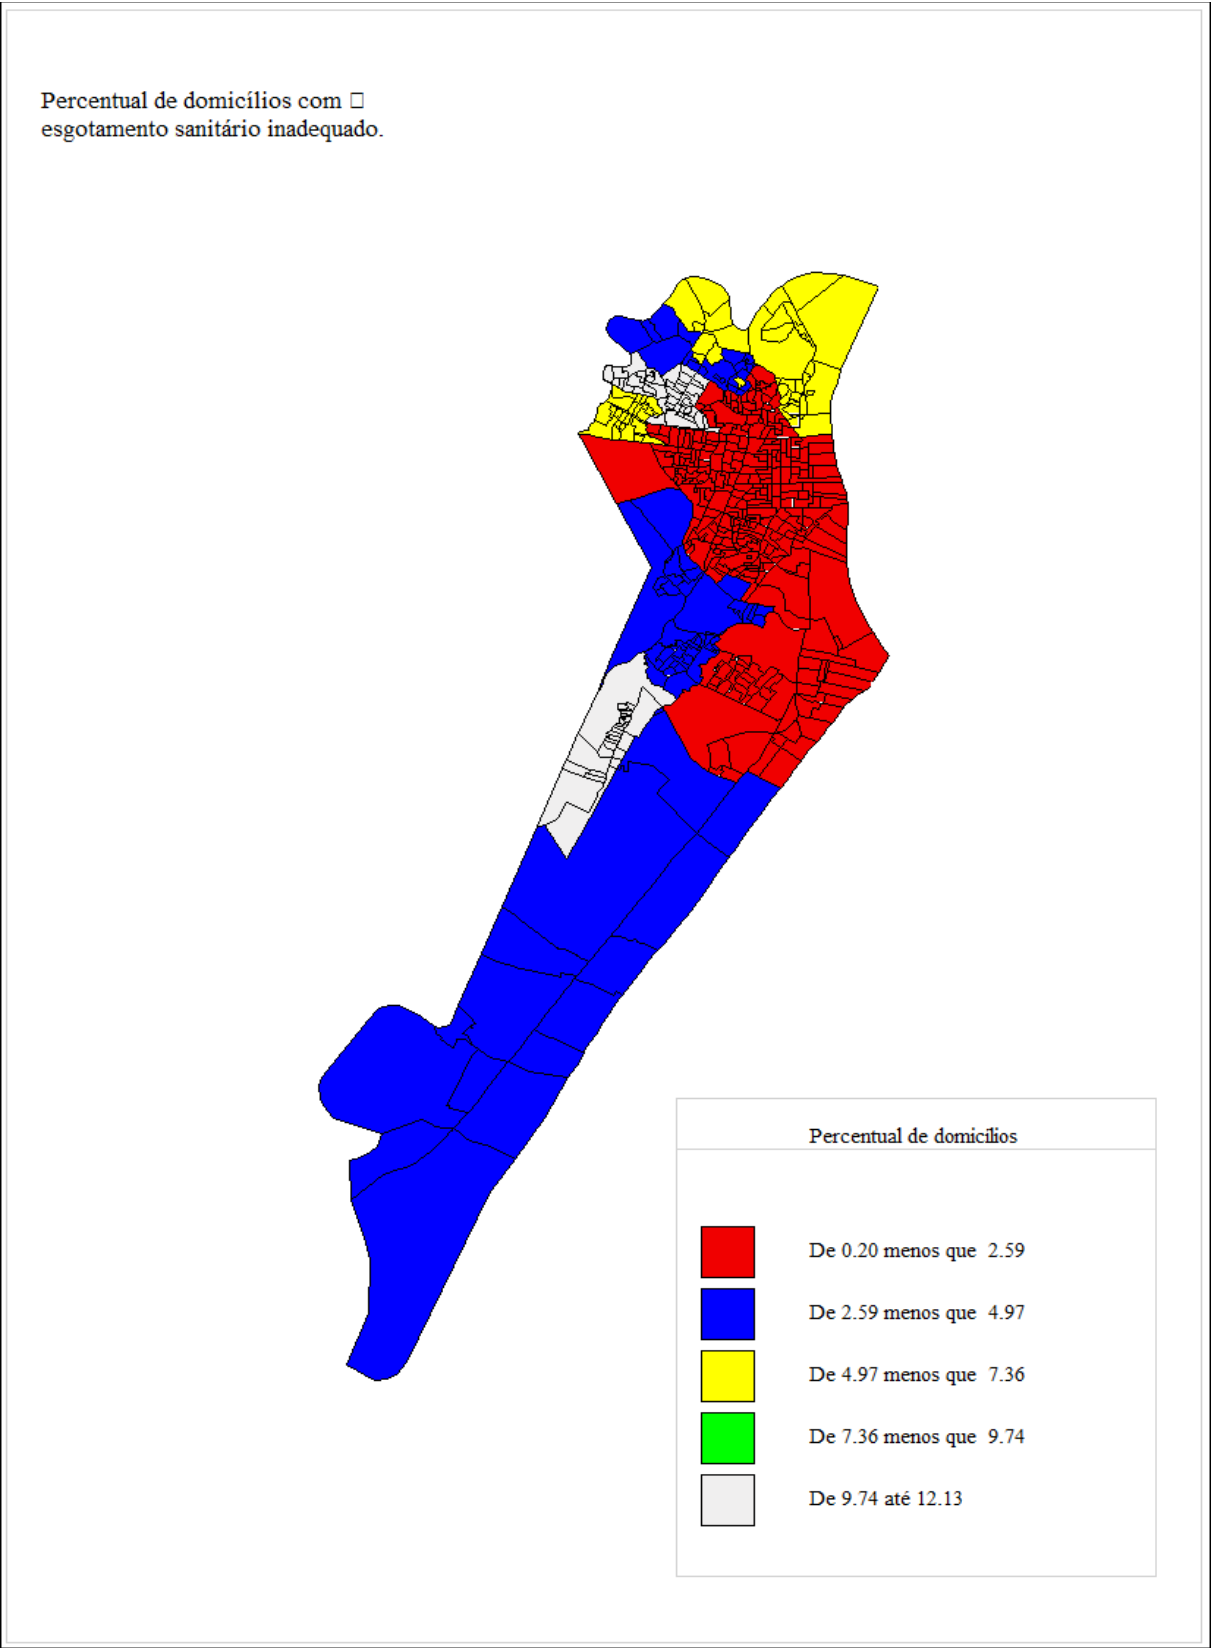 Percentual de domicílios com □
esgotamento sanitário inadequado.
Percentual de domicílios
De 0.20 menos que 2.59
De 2.59 menos que 4.97
De 4.97 menos que 7.36
De 7.36 menos que 9.74
De 9.74 até 12.13